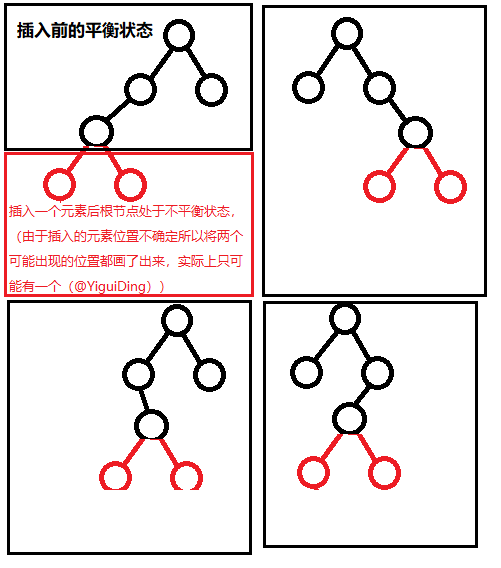 插入前的平衡状态
插入一个元素后根节点处于不平衡状态，
（由于插入的元素位置不确定所以将两个
可能出现的位置都画了出来，实际上只可
能有一个（@YiguiDing））